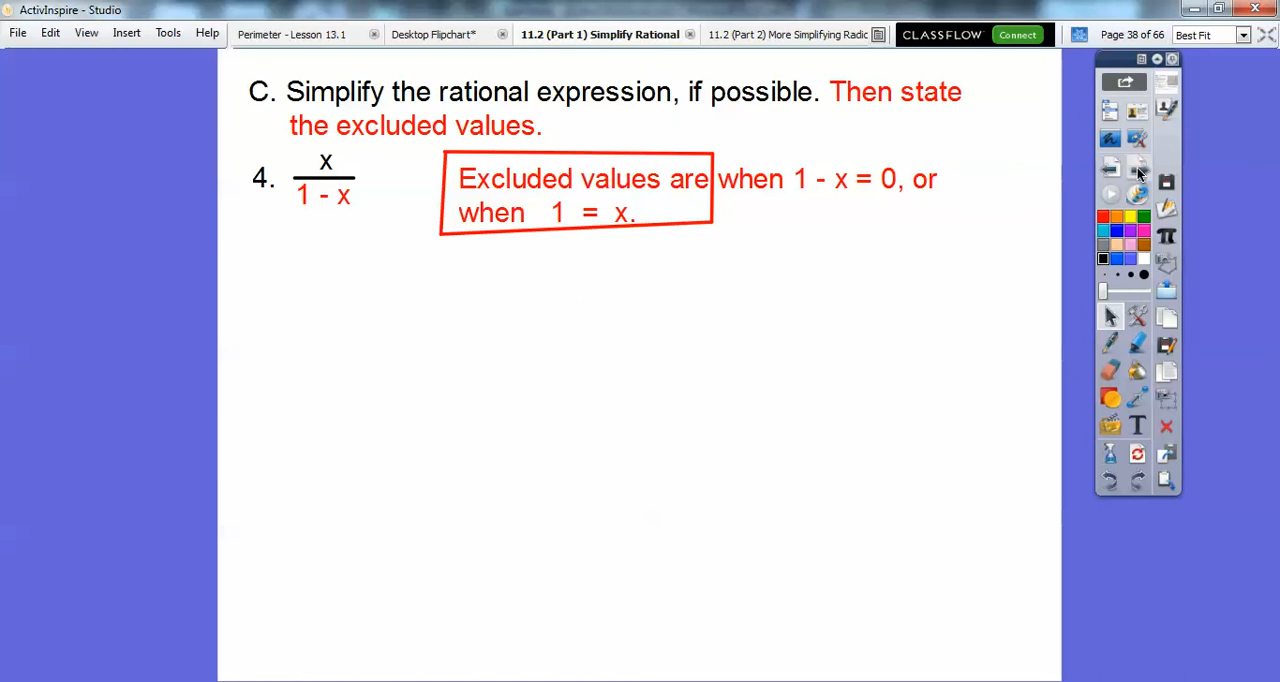 ActivInspire - Studio
File Edit View Insert Tools Help
Perimeter - Lesson 13.1
Desktop Flipchart*
11.2 (Part 1) Simplify Rational
11.2 (Part 2) More Simplifying Radic
CLASSFLOW Connect
Page 38 of 66
Best Fit
C. Simplify the rational expression, if possible. Then state
the excluded values.
4. x
1 - x
Excluded values are when 1 - x = 0, or
when 1 = x.